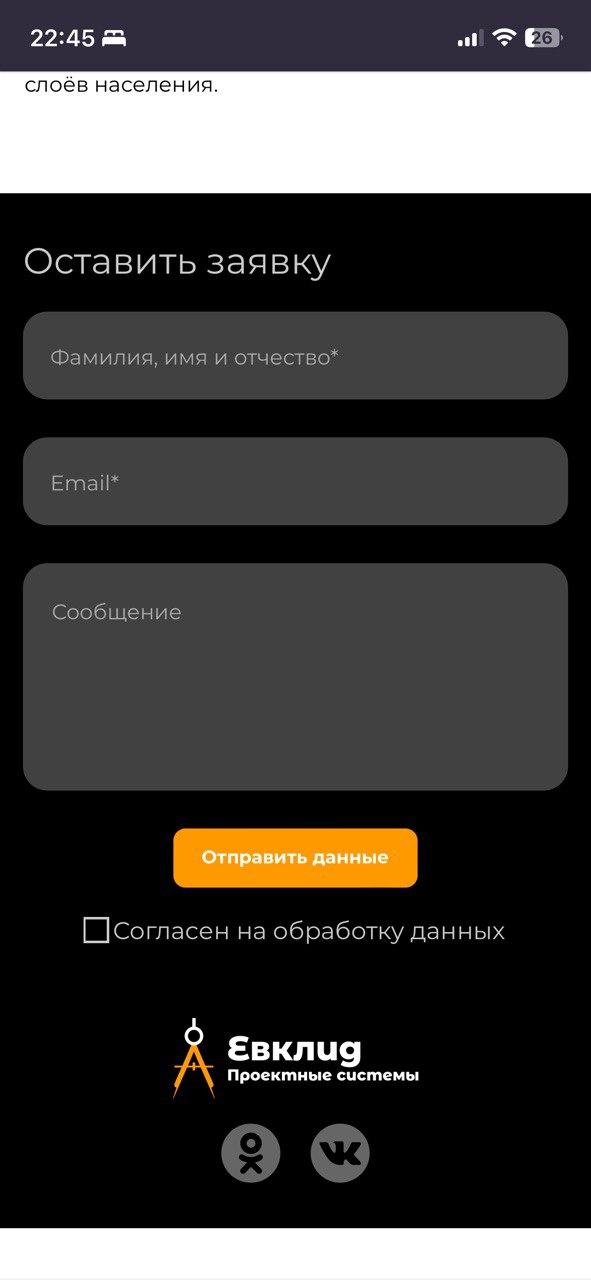 22:45
26
слоёв населения.
Оставить заявку
Фамилия, имя и отчество*
Email*
Сообщение
Отправить данные
Согласен на обработку данных
Евклид
Проектные системы